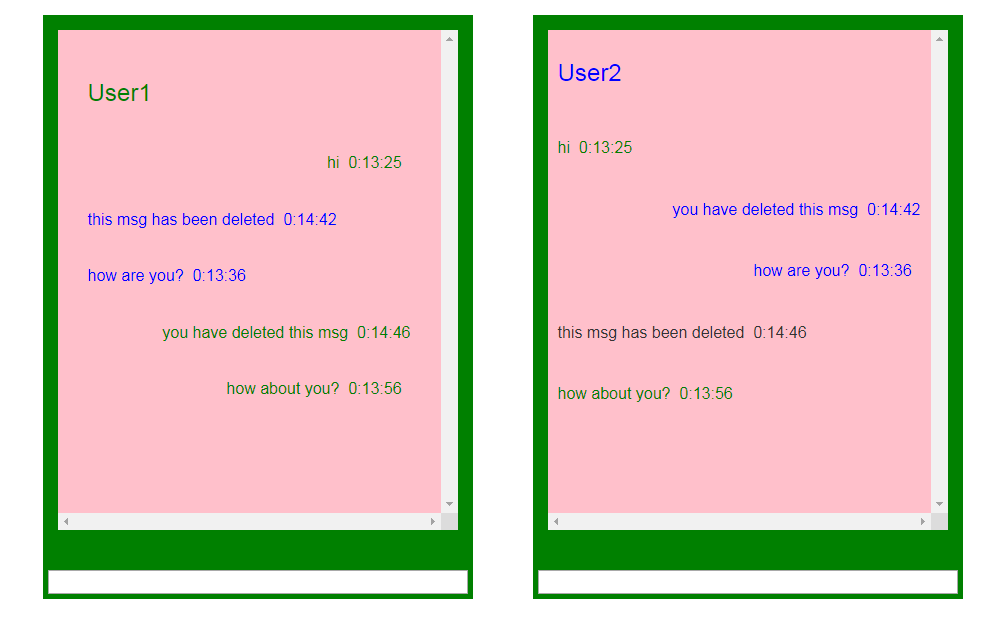 User1
hi 0:13:25
this msg has been deleted 0:14:42
how are you? 0:13:36
you have deleted this msg 0:14:46
how about you? 0:13:56
User2
hi 0:13:25
you have deleted this msg 0:14:42
how are you? 0:13:36
this msg has been deleted 0:14:46
how about you? 0:13:56